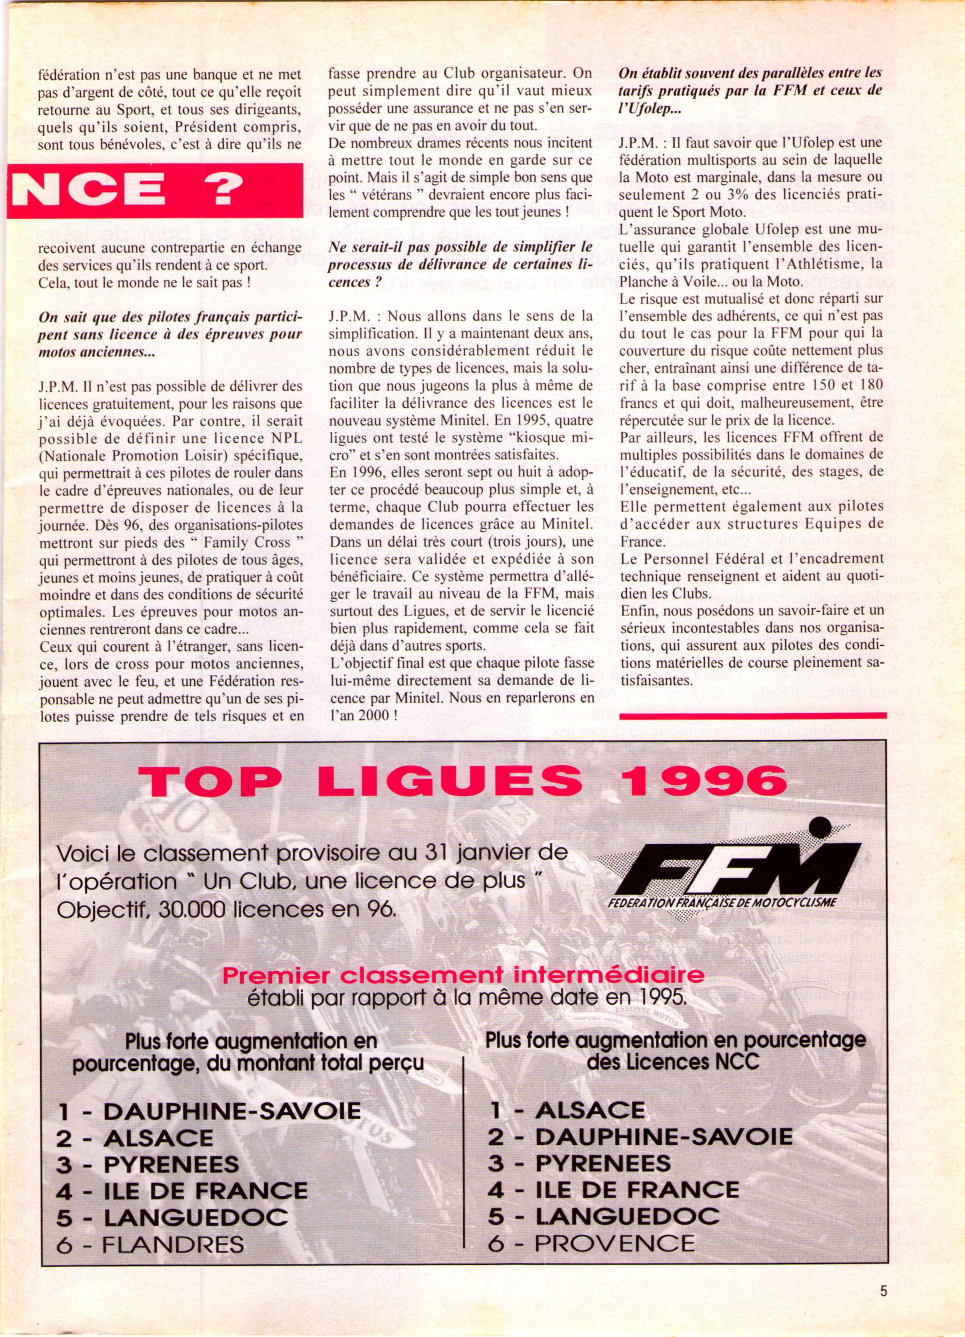 fédération n'est pas une banque et ne met
pas d'argent de côté, tout ce qu'elle reçoit
retourne au Sport, et tous ses dirigeants,
quels qu'ils soient, Président compris,
sont tous bénévoles, c'est à dire qu'ils ne
NCE ?
recoivent aucune contrepartie en échange
des services qu'ils rendent à ce sport.
Cela, tout le monde ne le sait pas !
On sait que des pilotes français partici-
pent sans licence à des épreuves pour
motos anciennes...
J.P.M. Il n'est pas possible de délivrer des
licences gratuitement, pour les raisons que
j'ai déjà évoquées. Par contre, il serait
possible de définir une licence NPL
(Nationale Promotion Loisir) spécifique,
qui permettrait à ces pilotes de rouler dans
le cadre d'épreuves nationales, ou de leur
permettre de disposer de licences à la
journée. Dès 96, des organisations-pilotes
mettront sur pieds des " Family Cross "
qui permettront à des pilotes de tous âges,
jeunes et moins jeunes, de pratiquer à coût
moindre et dans des conditions de sécurité
optimales. Les épreuves pour motos an-
ciennes rentreront dans ce cadre...
Ceux qui courent à l'étranger, sans licen-
ce, lors de cross pour motos anciennes,
jouent avec le feu, et une Fédération res-
ponsable ne peut admettre qu'un de ses pi-
lotes puisse prendre de tels risques et en
fasse prendre au Club organisateur. On
peut simplement dire qu'il vaut mieux
posséder une assurance et ne pas s'en ser-
vir que de ne pas en avoir du tout.
De nombreux drames récents nous incitent
à mettre tout le monde en garde sur ce
point. Mais il s'agit de simple bon sens que
les " vétérans " devraient encore plus faci-
lement comprendre que les tout jeunes !
Ne serait-il pas possible de simplifier le
processus de délivrance de certaines li-
cences ?
J.P.M. : Nous allons dans le sens de la
simplification. Il y a maintenant deux ans,
nous avons considérablement réduit le
nombre de types de licences, mais la solu-
tion que nous jugeons la plus à même de
faciliter la délivrance des licences est le
nouveau système Minitel. En 1995, quatre
ligues ont testé le système "kiosque mi-
cro" et s'en sont montrées satisfaites.
En 1996, elles seront sept ou huit à adop-
ter ce procédé beaucoup plus simple et, à
terme, chaque Club pourra effectuer les
demandes de licences grâce au Minitel.
Dans un délai très court (trois jours), une
licence sera validée et expédiée à son
bénéficiaire. Ce système permettra d'allé-
ger le travail au niveau de la FFM, mais
surtout des Ligues, et de servir le licencié
bien plus rapidement, comme cela se fait
déjà dans d'autres sports.
L'objectif final est que chaque pilote fasse
lui-même directement sa demande de li-
cence par Minitel. Nous en reparlerons en
l'an 2000 !
On établit souvent des parallèles entre les
tarifs pratiqués par la FFM et ceux de
l'Ufolep...
J.P.M. : Il faut savoir que l'Ufolep est une
fédération multisports au sein de laquelle
la Moto est marginale, dans la mesure ou
seulement 2 ou 3% des licenciés prati-
quent le Sport Moto.
L'assurance globale Ufolep est une mu-
tuelle qui garantit l'ensemble des licen-
ciés, qu'ils pratiquent l'Athlétisme, la
Planche à Voile... ou la Moto.
Le risque est mutualisé et donc réparti sur
l'ensemble des adhérents, ce qui n'est pas
du tout le cas pour la FFM pour qui la
couverture du risque coûte nettement plus
cher, entraînant ainsi une différence de ta-
rif à la base comprise entre 150 et 180
francs et qui doit, malheureusement, être
répercutée sur le prix de la licence.
Par ailleurs, les licences FFM offrent de
multiples possibilités dans le domaines de
l'éducatif, de la sécurité, des stages, de
l'enseignement, etc...
Elle permettent également aux pilotes
d'accéder aux structures Equipes de
France.
Le Personnel Fédéral et l'encadrement
technique renseignent et aident au quoti-
dien les Clubs.
Enfin, nous posédons un savoir-faire et un
sérieux incontestables dans nos organisa-
tions, qui assurent aux pilotes des condi-
tions matérielles de course pleinement sa-
tisfaisantes.
TOP LIGUES 1996
Voici le classement provisoire au 31 janvier de
l'opération " Un Club, une licence de plus "
Objectif, 30.000 licences en 96.
FFM
FEDERATION FRANÇAISE DE MOTOCYCLISME
Premier classement intermédiaire
établi par rapport à la même date en 1995.
Plus forte augmentation en
pourcentage, du montant total perçu
1 - DAUPHINE-SAVOIE
2 - ALSACE
3 - PYRENEES
4 - ILE DE FRANCE
5 - LANGUEDOC
6 - FLANDRES
Plus forte augmentation en pourcentage
des Licences NCC
1 - ALSACE
2 - DAUPHINE-SAVOIE
3 - PYRENEES
4 - ILE DE FRANCE
5 - LANGUEDOC
6 - PROVENCE
5